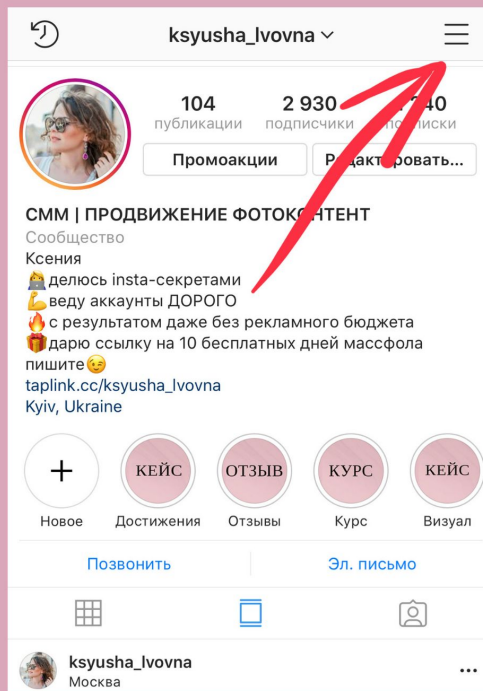 ksyusha_lvovna
104
2 930
публикации
подписчики
Промоакции
СММ | ПРОДВИЖЕНИЕ ФОТОКОНТЕНТ
Сообщество
Ксения
делюсь insta-секретами
веду аккаунты ДОРОГО
с результатом даже без рекламного бюджета
дарю ссылку на 10 бесплатных дней массфола
пишите
taplink.cc/ksyusha_lvovna
Kyiv, Ukraine
КЕЙС
ОТЗЫВ
КУРС
КЕЙС
Новое
Достижения
Отзывы
Курс
Визуал
Позвонить
Эл. письмо
ksyusha_lvovna
Москва